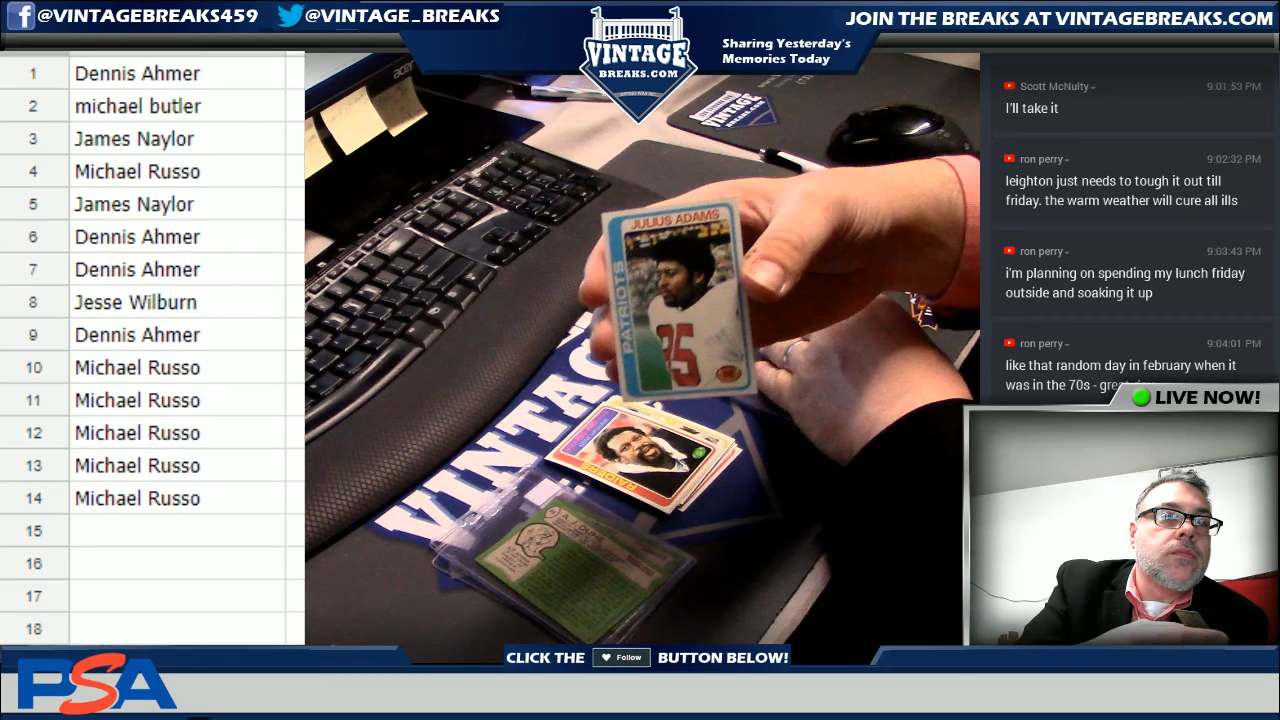 @VINTAGEBREAKS459
@VINTAGE_BREAKS
VINTAGE
BREAKS.COM
Sharing Yesterday's
Memories Today
JOIN THE BREAKS AT VINTAGEBREAKS.COM
1 Dennis Ahmer
2 michael butler
3 James Naylor
4 Michael Russo
5 James Naylor
6 Dennis Ahmer
7 Dennis Ahmer
8 Jesse Wilburn
9 Dennis Ahmer
10 Michael Russo
11 Michael Russo
12 Michael Russo
13 Michael Russo
14 Michael Russo
15
16
17
18
acer
VINTAGE
BREAKS.COM
JULIUS ADAMS
PATRIOTS
85
RAIDERS
VINTAG
A.J. DUHE
Scott McNulty 9:01:53 PM
I'll take it
ron perry 9:02:32 PM
leighton just needs to tough it out till
friday. the warm weather will cure all ills
ron perry 9:03:43 PM
i'm planning on spending my lunch friday
outside and soaking it up
ron perry 9:04:01 PM
like that random day in february when it
was in the 70s -
LIVE NOW!
CLICK THE Follow BUTTON BELOW!
PSA